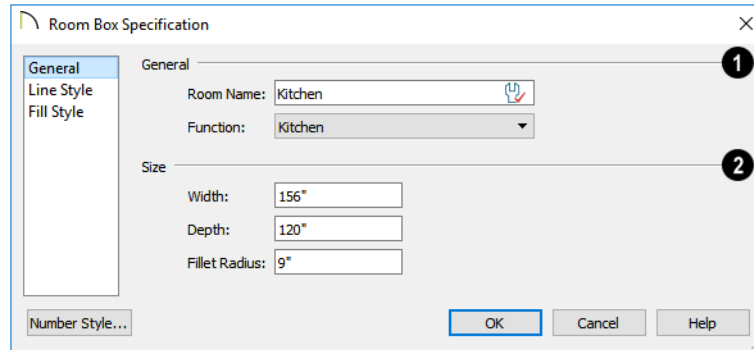 Room Box Specification
General
Line Style
Fill Style
General
1
Room Name: Kitchen
Function: Kitchen
Size
2
Width: 156"
Depth: 120"
Fillet Radius: 9"
Number Style...
OK
Cancel
Help